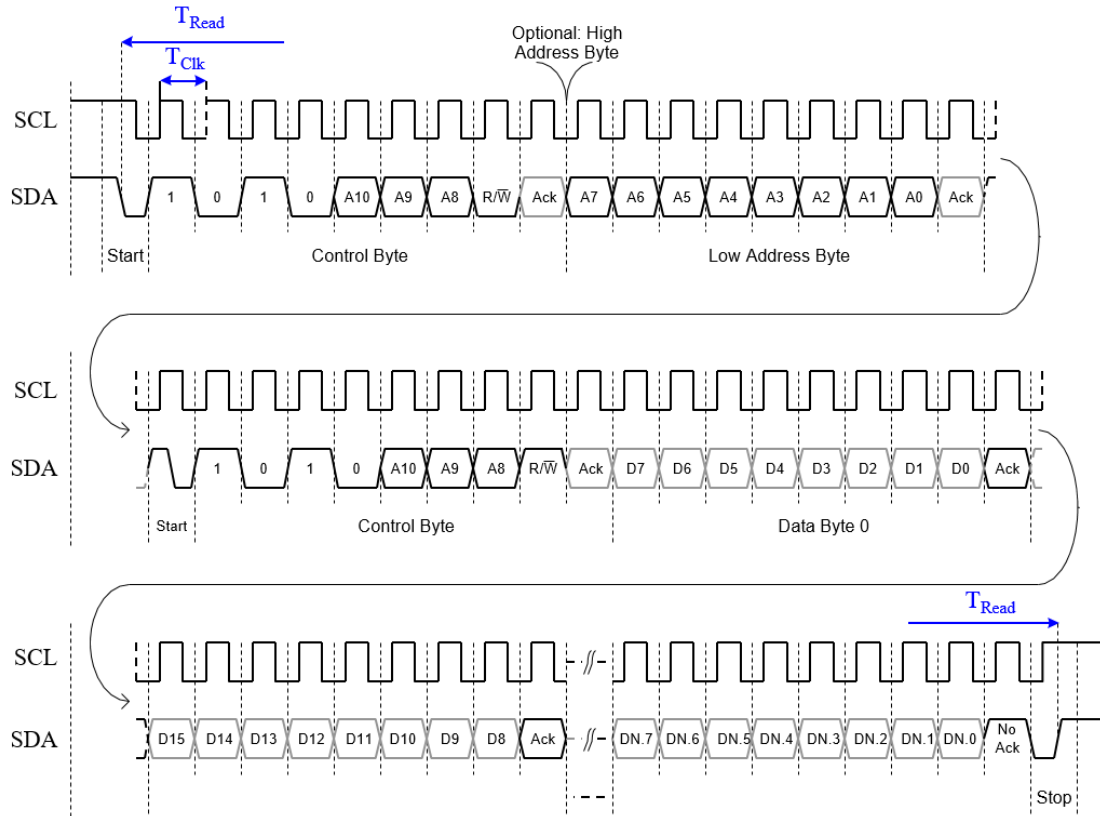 T_Read
Optional: High
Address Byte
T_Clk
SCL
SDA 1 0 1 0 A10 A9 A8 R/W̅ Ack A7 A6 A5 A4 A3 A2 A1 A0 Ack
Start Control Byte Low Address Byte
SCL
SDA 1 0 1 0 A10 A9 A8 R/W̅ Ack D7 D6 D5 D4 D3 D2 D1 D0 Ack
Start Control Byte Data Byte 0
T_Read
SCL
SDA D15 D14 D13 D12 D11 D10 D9 D8 Ack DN.7 DN.6 DN.5 DN.4 DN.3 DN.2 DN.1 DN.0 No Ack
Stop